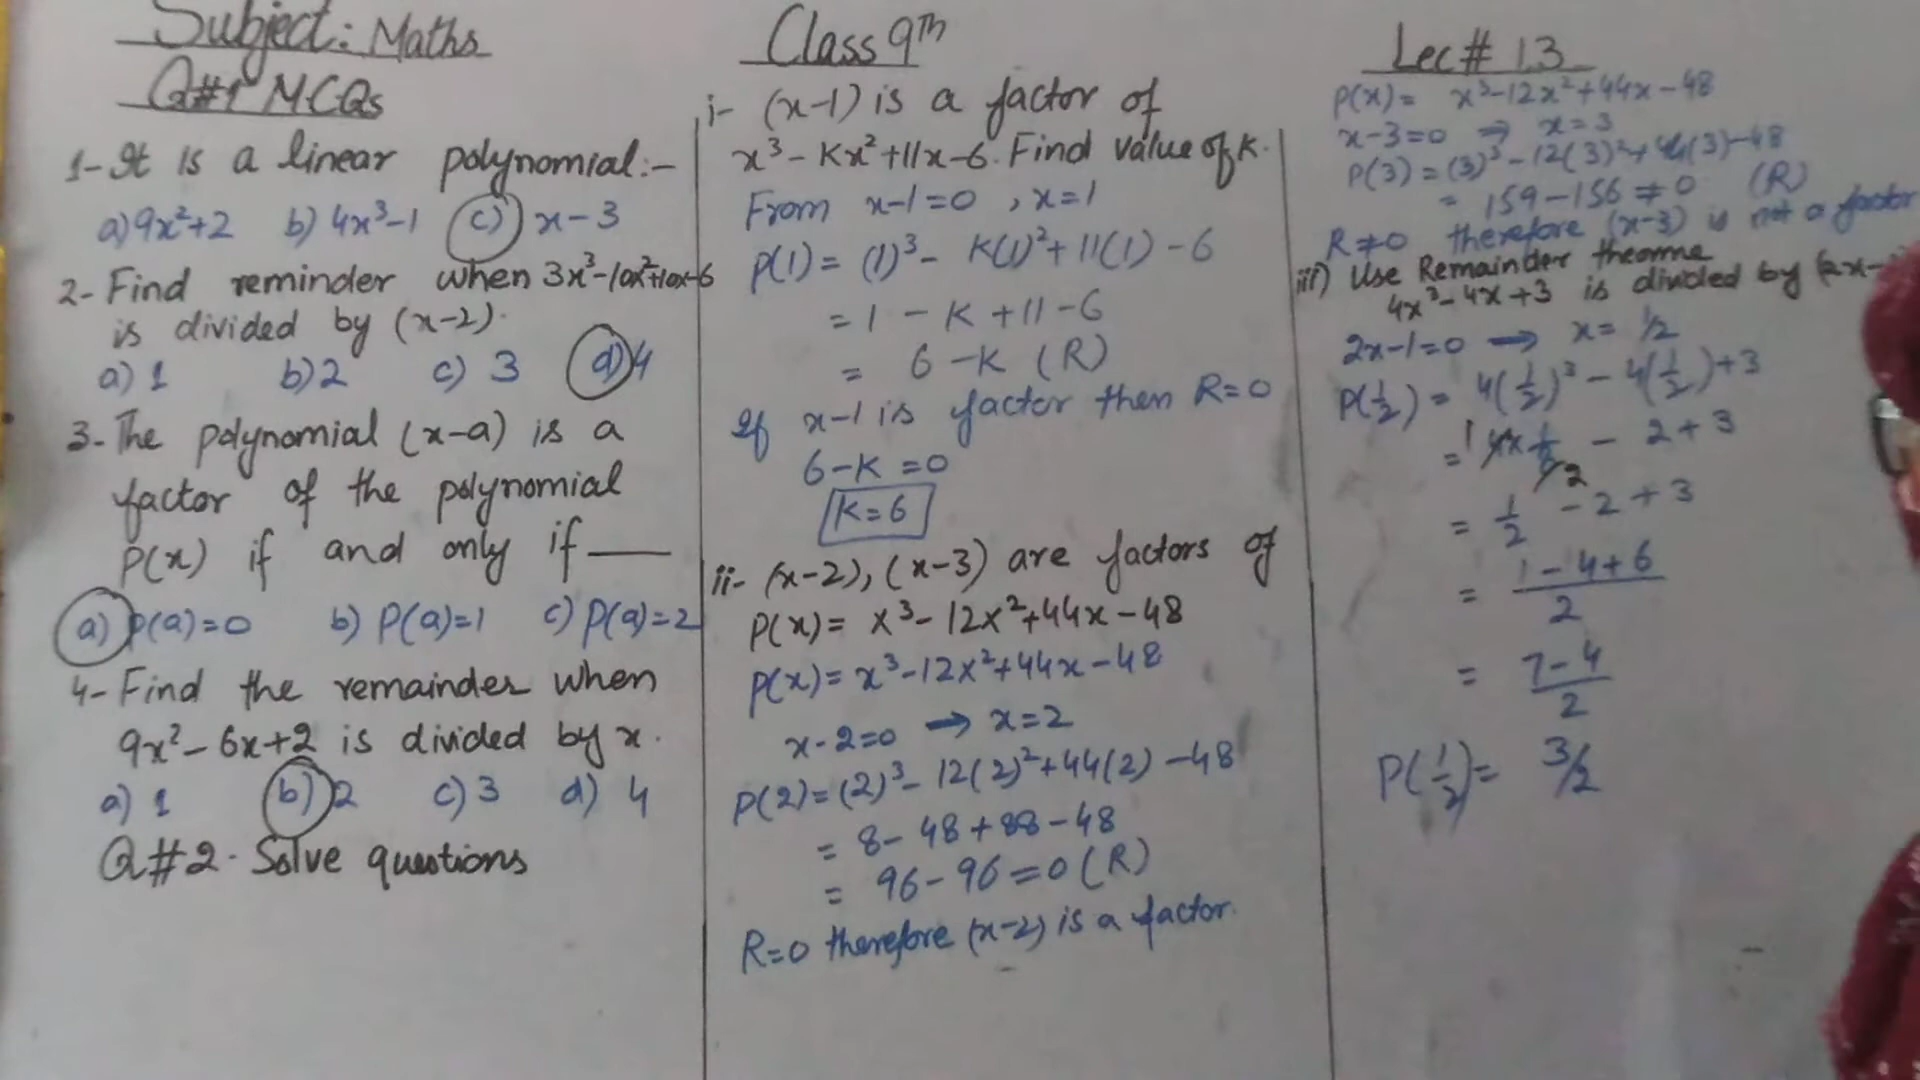 Subject: Maths
Class 9th
Lec# 13
Q#1 MCQs
1- It is a linear polynomial:-
a) 9x²+2 b) 4x³-1 c) x-3
2- Find reminder when 3x³-10x²+10x-6
is divided by (x-2).
a) 1 b) 2 c) 3 d) 4
3- The polynomial (x-a) is a
factor of the polynomial
P(x) if and only if ___
a) P(a)=0 b) P(a)=1 c) P(a)=2
4- Find the remainder when
9x²-6x+2 is divided by x.
a) 1 b) 2 c) 3 d) 4
Q#2. Solve questions
i- (x-1) is a factor of
x³-Kx²+11x-6. Find value of K.
From x-1=0, x=1
P(1) = (1)³- K(1)²+11(1)-6
= 1 - K +11-6
= 6-K (R)
If x-1 is factor then R=0
6-K=0
K=6
ii- (x-2), (x-3) are factors of
P(x)= x³-12x²+44x-48
P(x)= x³-12x²+44x-48
x-2=0 → x=2
P(2)=(2)³-12(2)²+44(2)-48
= 8-48+88-48
= 96-96=0 (R)
R=0 therefore (x-2) is a factor.
P(x)= x³-12x²+44x-48
x-3=0 ⇒ x=3
P(3)=(3)³-12(3)²+44(3)-48
= 159-156≠0 (R)
R≠0 therefore (x-3) is not a factor
iii) Use Remainder theorme
4x³-4x+3 is divided by (2x-
2x-1=0 → x=1/2
P(1/2) = 4(1/2)³-4(1/2)+3
= 4x 1/8 - 2+3
= 1/2 -2+3
= 1-4+6/2
= 7-4/2
P(1/2)= 3/2